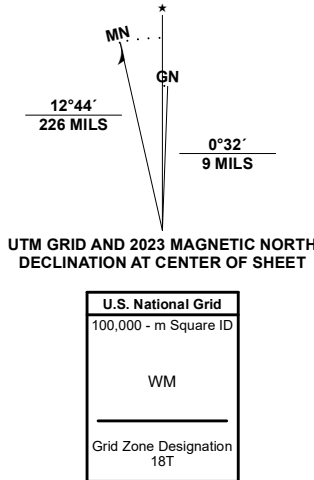 ★
MN
GN
12°44´
226 MILS
0°32´
9 MILS
UTM GRID AND 2023 MAGNETIC NORTH
DECLINATION AT CENTER OF SHEET
U.S. National Grid
100,000 - m Square ID
WM
Grid Zone Designation
18T